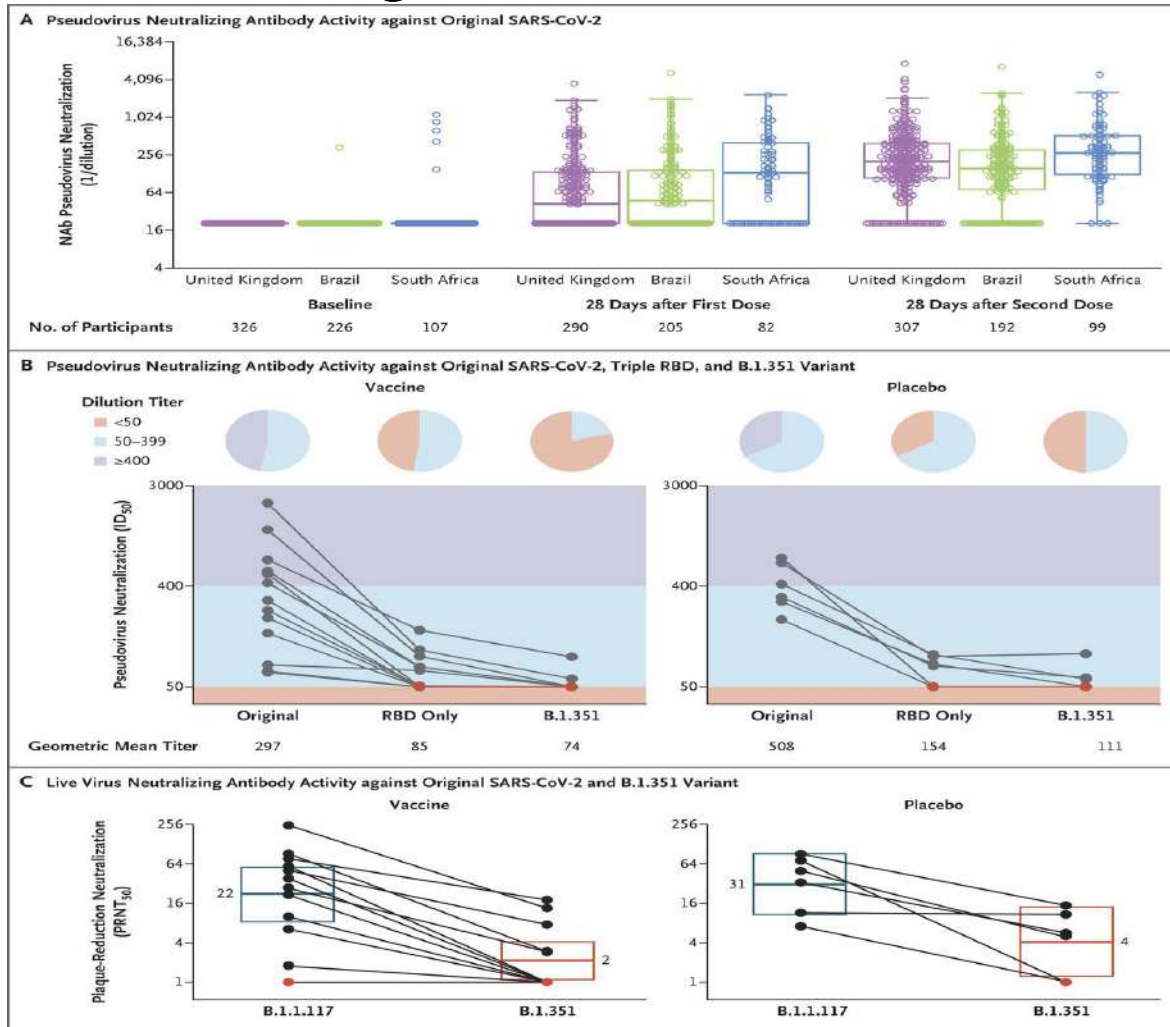 A Pseudovirus Neutralizing Antibody Activity against Original SARS-CoV-2
NAb Pseudovirus Neutralization
(1/dilution)
16,384
4,096
1,024
256
64
16
4
United Kingdom Brazil South Africa United Kingdom Brazil South Africa United Kingdom Brazil South Africa
Baseline 28 Days after First Dose 28 Days after Second Dose
No. of Participants 326 226 107 290 205 82 307 192 99
B Pseudovirus Neutralizing Antibody Activity against Original SARS-CoV-2, Triple RBD, and B.1.351 Variant
Vaccine Placebo
Dilution Titer
<50
50–399
≥400
Pseudovirus Neutralization (ID50)
3000 3000
400 400
50 50
Original RBD Only B.1.351 Original RBD Only B.1.351
Geometric Mean Titer 297 85 74 508 154 111
C Live Virus Neutralizing Antibody Activity against Original SARS-CoV-2 and B.1.351 Variant
Vaccine Placebo
Plaque-Reduction Neutralization
(PRNT50)
256 256
64 64
22 31
16 16
4 4
2 4
1 1
B.1.1.117 B.1.351 B.1.1.117 B.1.351